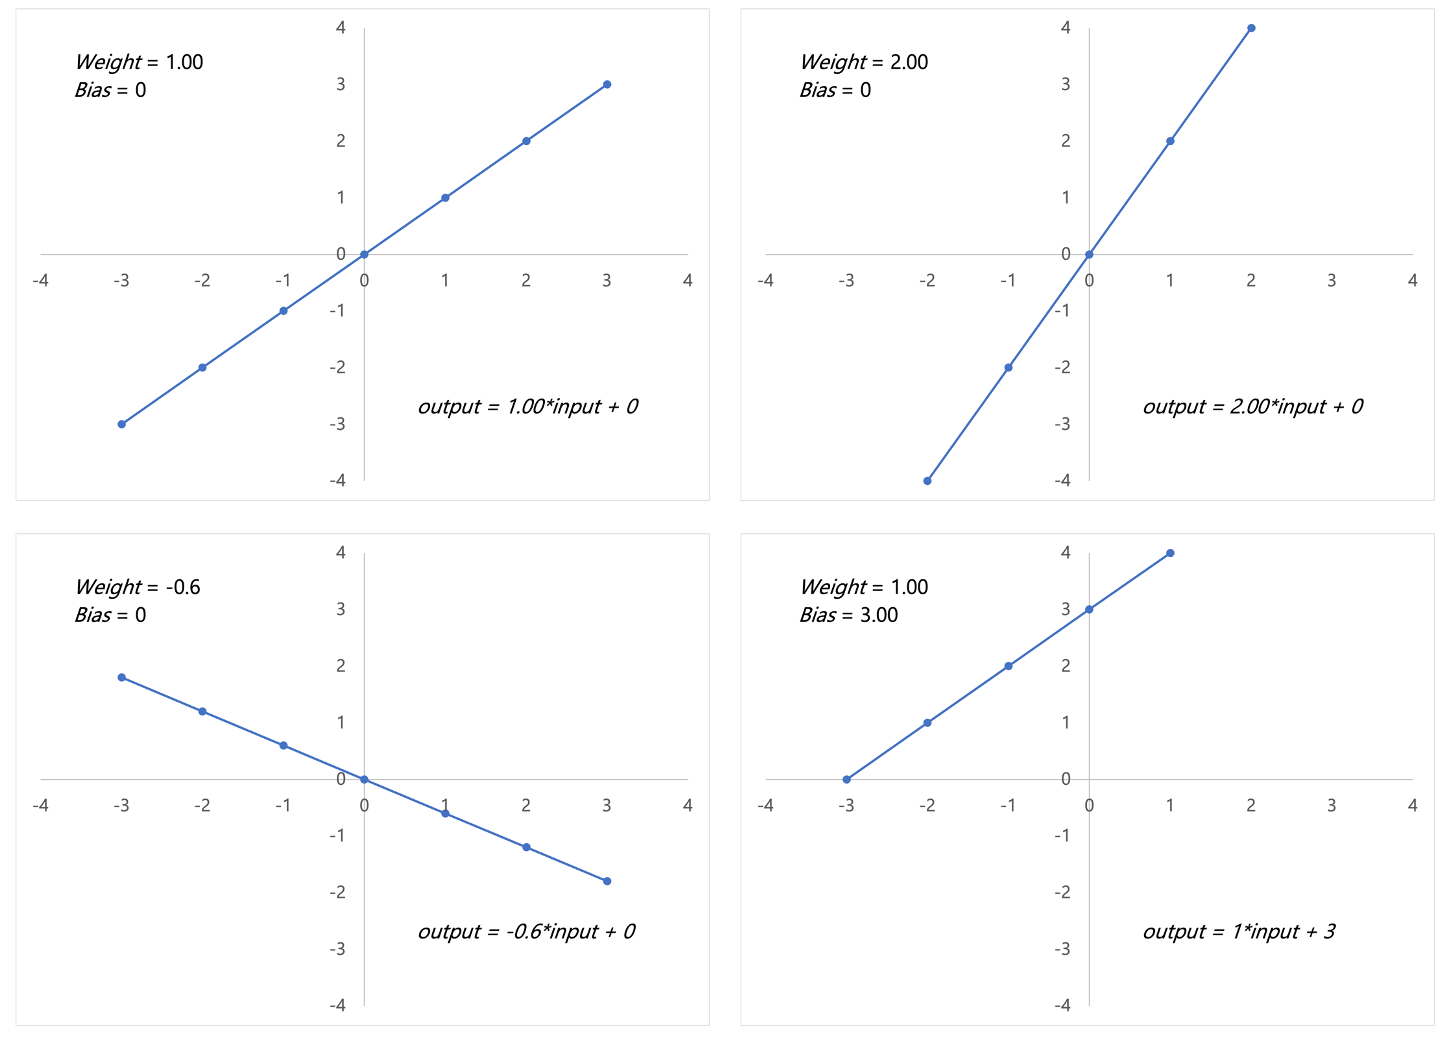 Weight = 1.00
Bias = 0
4
3
2
1
0
-4 -3 -2 -1 0 1 2 3 4
-1
-2
output = 1.00*input + 0
-3
-4
Weight = 2.00
Bias = 0
4
3
2
1
0
-4 -3 -2 -1 0 1 2 3 4
-1
-2
output = 2.00*input + 0
-3
-4
Weight = -0.6
Bias = 0
4
3
2
1
0
-4 -3 -2 -1 0 1 2 3 4
-1
-2
output = -0.6*input + 0
-3
-4
Weight = 1.00
Bias = 3.00
4
3
2
1
0
-4 -3 -2 -1 0 1 2 3 4
-1
-2
output = 1*input + 3
-3
-4